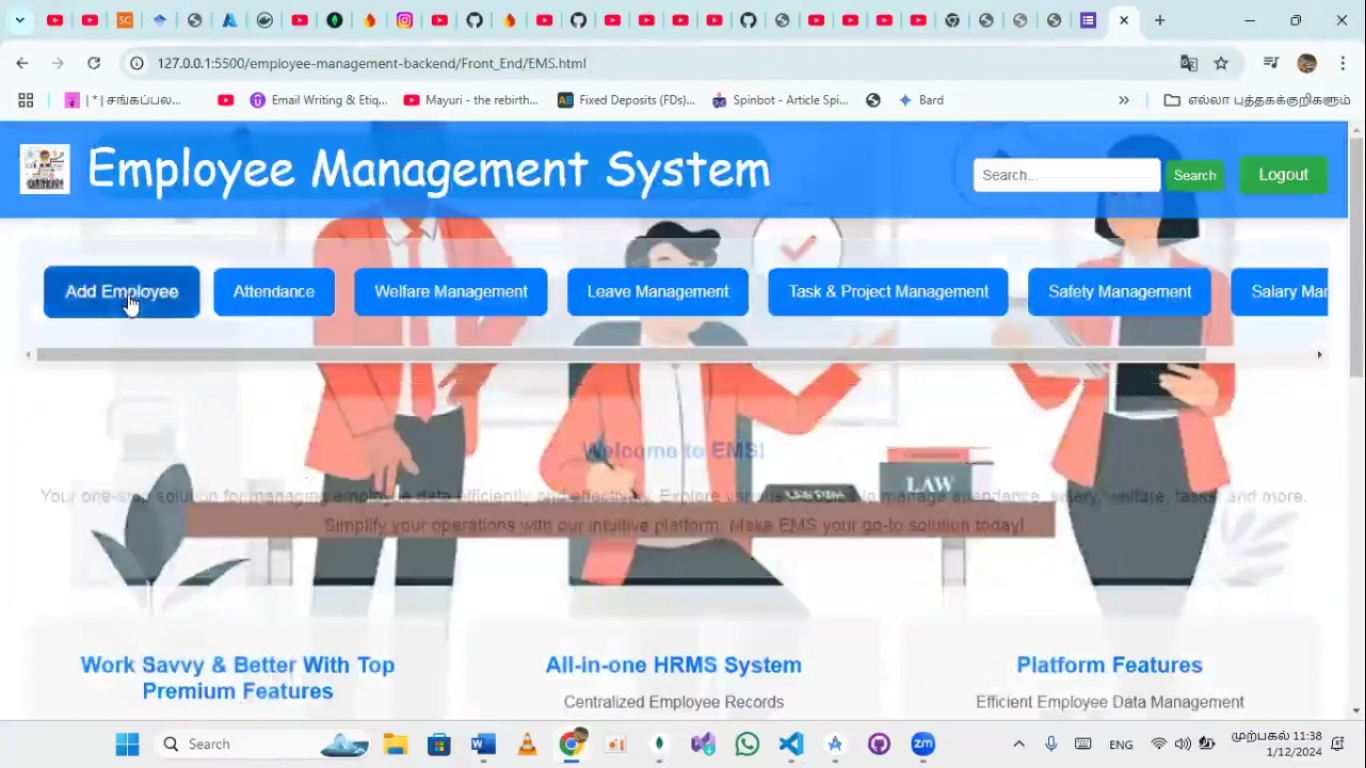 SC
127.0.0.1:5500/employee-management-backend/Front_End/EMS.html
| * | சங்கப்பல...
Email Writing & Etiq...
Mayuri - the rebirth...
Fixed Deposits (FDs)...
Spinbot - Article Spi...
Bard
»
எல்லா புத்தகக்குறிகளும்
Employee Management System
Search...
Search
Logout
Add Employee
Attendance
Welfare Management
Leave Management
Task & Project Management
Safety Management
Salary Mar
Welcome to EMS!
Your one-stop solution for managing employee data efficiently and effectively. Explore various to manage attendance, salary, welfare, tasks, and more.
LAW
Simplify your operations with our intuitive platform. Make EMS your go-to solution today!
Work Savvy & Better With Top
Premium Features
All-in-one HRMS System
Centralized Employee Records
Platform Features
Efficient Employee Data Management
Search
W
zm
ENG
முற்பகல் 11:38
1/12/2024